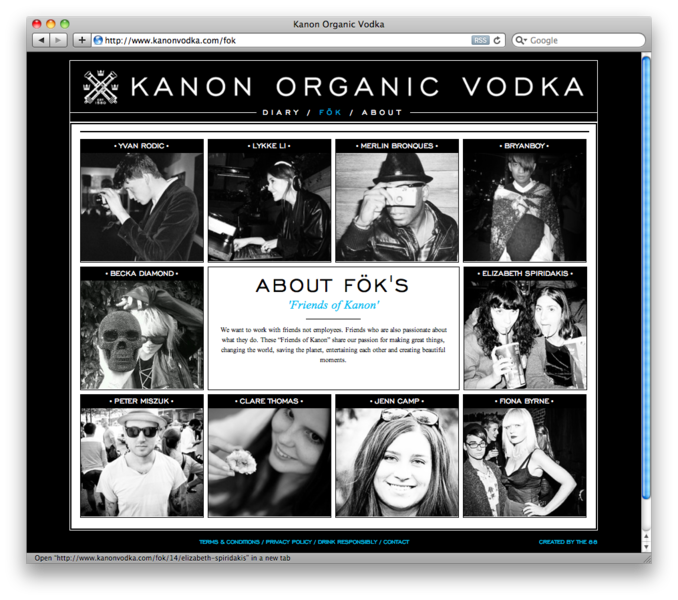 Kanon Organic Vodka
http://www.kanonvodka.com/fok
RSS
Google
KANON ORGANIC VODKA
DIARY / FÖK / ABOUT
• YVAN RODIC •
• LYKKE LI •
• MERLIN BRONQUES •
• BRYANBOY •
• BECKA DIAMOND •
ABOUT FÖK'S
'Friends of Kanon'
We want to work with friends not employees. Friends who are also passionate about
what they do. These "Friends of Kanon" share our passion for making great things,
changing the world, saving the planet, entertaining each other and creating beautiful
moments.
• ELIZABETH SPIRIDAKIS •
• PETER MISZUK •
• CLARE THOMAS •
• JENN CAMP •
• FIONA BYRNE •
TERMS & CONDITIONS / PRIVACY POLICY / DRINK RESPONSIBLY / CONTACT
CREATED BY THE 88
Open "http://www.kanonvodka.com/fok/14/elizabeth-spiridakis" in a new tab